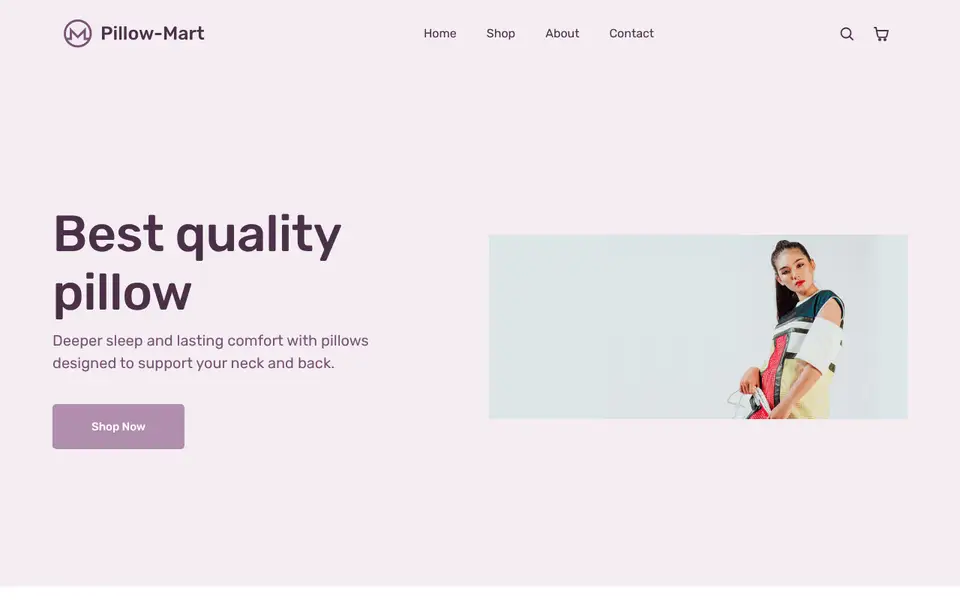 Pillow-Mart
Home
Shop
About
Contact
Best quality
pillow
Deeper sleep and lasting comfort with pillows
designed to support your neck and back.
Shop Now